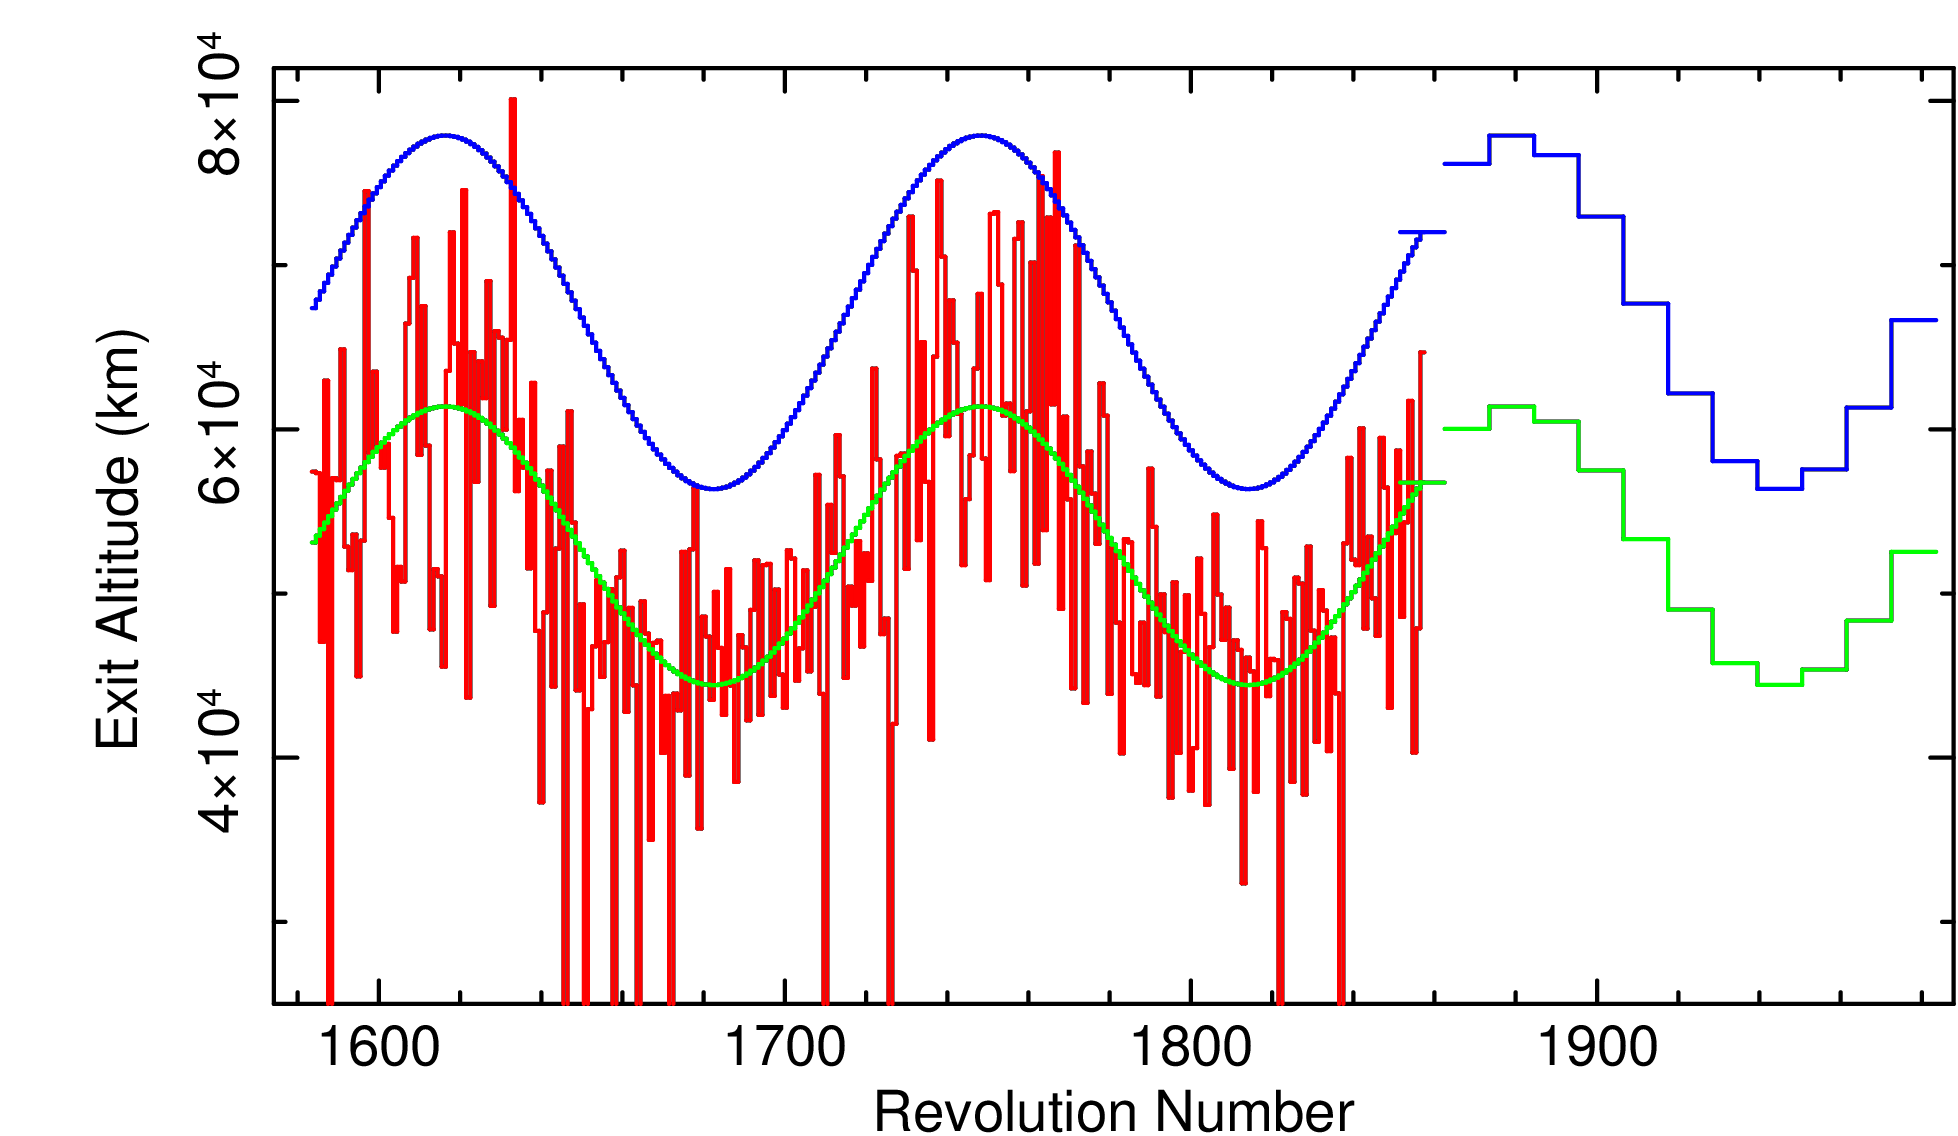 8×10⁴
6×10⁴
4×10⁴
Exit Altitude (km)
1600 1700 1800 1900
Revolution Number